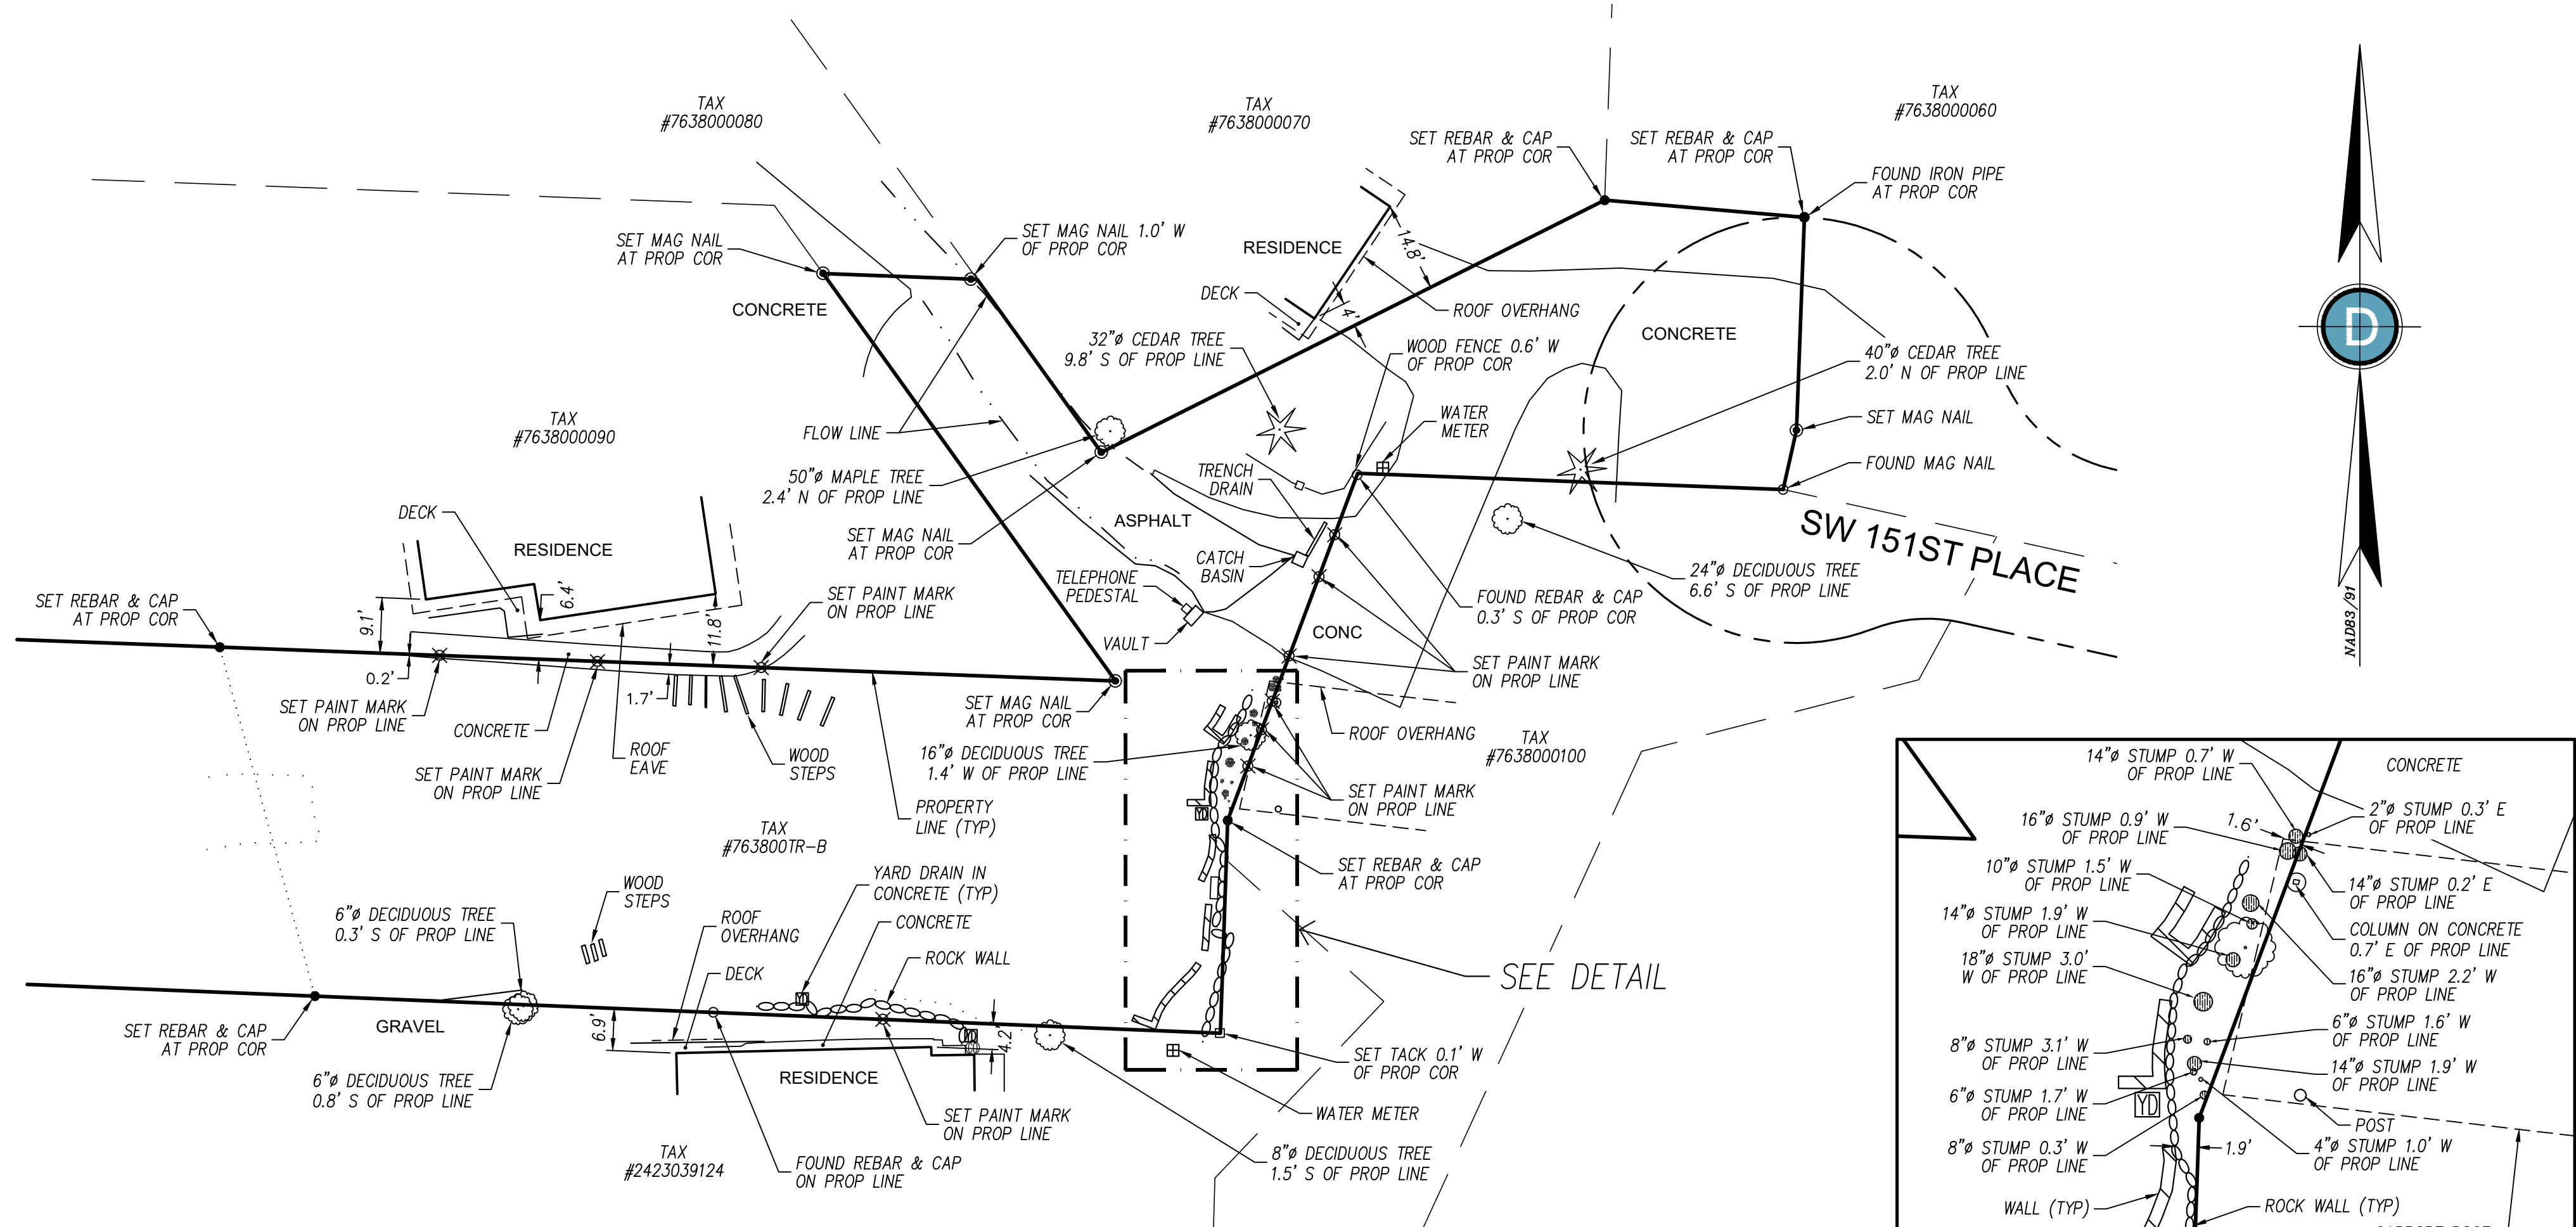 TAX
#7638000080
TAX
#7638000070
TAX
#7638000060
SET REBAR & CAP
AT PROP COR
SET REBAR & CAP
AT PROP COR
FOUND IRON PIPE
AT PROP COR
SET MAG NAIL
AT PROP COR
SET MAG NAIL 1.0' W
OF PROP COR
RESIDENCE
14.8'
CONCRETE
DECK
4'
ROOF OVERHANG
CONCRETE
D
32"ø CEDAR TREE
9.8' S OF PROP LINE
WOOD FENCE 0.6' W
OF PROP COR
40"ø CEDAR TREE
2.0' N OF PROP LINE
TAX
#7638000090
FLOW LINE
WATER
METER
SET MAG NAIL
50"ø MAPLE TREE
2.4' N OF PROP LINE
TRENCH
DRAIN
FOUND MAG NAIL
DECK
RESIDENCE
SET MAG NAIL
AT PROP COR
ASPHALT
CATCH
BASIN
SW 151ST PLACE
24"ø DECIDUOUS TREE
6.6' S OF PROP LINE
TELEPHONE
PEDESTAL
SET REBAR & CAP
AT PROP COR
9.1'
6.4'
11.8'
SET PAINT MARK
ON PROP LINE
FOUND REBAR & CAP
0.3' S OF PROP COR
NAD83/91
VAULT
CONC
0.2'
1.7'
SET PAINT MARK
ON PROP LINE
SET PAINT MARK
ON PROP LINE
CONCRETE
SET PAINT MARK
ON PROP LINE
ROOF
EAVE
WOOD
STEPS
SET MAG NAIL
AT PROP COR
ROOF OVERHANG
16"ø DECIDUOUS TREE
1.4' W OF PROP LINE
TAX
#7638000100
SET PAINT MARK
ON PROP LINE
PROPERTY
LINE (TYP)
YD
TAX
#763800TR-B
SET REBAR & CAP
AT PROP COR
YARD DRAIN IN
CONCRETE (TYP)
WOOD
STEPS
6"ø DECIDUOUS TREE
0.3' S OF PROP LINE
ROOF
OVERHANG
CONCRETE
ROCK WALL
DECK
SEE DETAIL
YD
SET REBAR & CAP
AT PROP COR
GRAVEL
6.9'
YD
4.2'
SET TACK 0.1' W
OF PROP COR
6"ø DECIDUOUS TREE
0.8' S OF PROP LINE
RESIDENCE
SET PAINT MARK
ON PROP LINE
WATER METER
TAX
#2423039124
FOUND REBAR & CAP
ON PROP LINE
8"ø DECIDUOUS TREE
1.5' S OF PROP LINE
14"ø STUMP 0.7' W
OF PROP LINE
CONCRETE
16"ø STUMP 0.9' W
OF PROP LINE
1.6'
2"ø STUMP 0.3' E
OF PROP LINE
10"ø STUMP 1.5' W
OF PROP LINE
14"ø STUMP 0.2' E
OF PROP LINE
14"ø STUMP 1.9' W
OF PROP LINE
COLUMN ON CONCRETE
0.7' E OF PROP LINE
18"ø STUMP 3.0'
W OF PROP LINE
16"ø STUMP 2.2' W
OF PROP LINE
8"ø STUMP 3.1' W
OF PROP LINE
6"ø STUMP 1.6' W
OF PROP LINE
14"ø STUMP 1.9' W
OF PROP LINE
6"ø STUMP 1.7' W
OF PROP LINE
YD
POST
8"ø STUMP 0.3' W
OF PROP LINE
1.9'
4"ø STUMP 1.0' W
OF PROP LINE
WALL (TYP)
ROCK WALL (TYP)